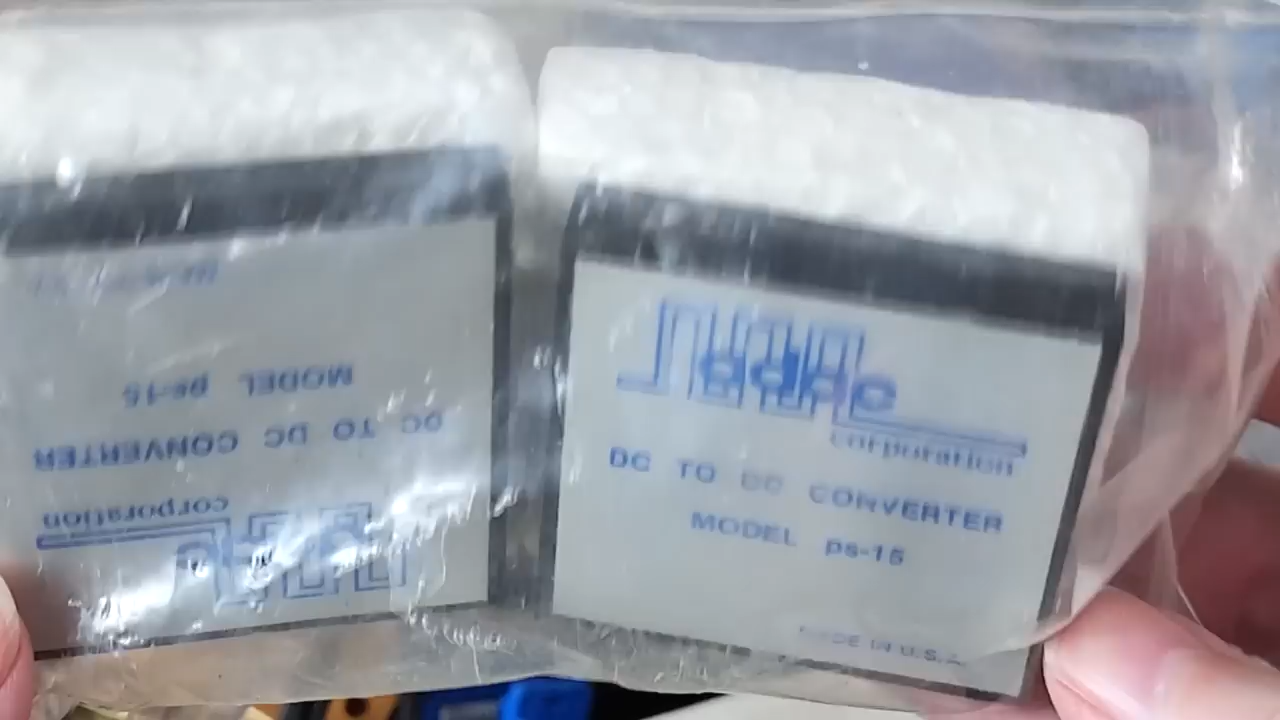 corporation
DC TO DC CONVERTER
MODEL ps-15
MADE IN U.S.A.
corporation
DC TO DC CONVERTER
MODEL ps-15